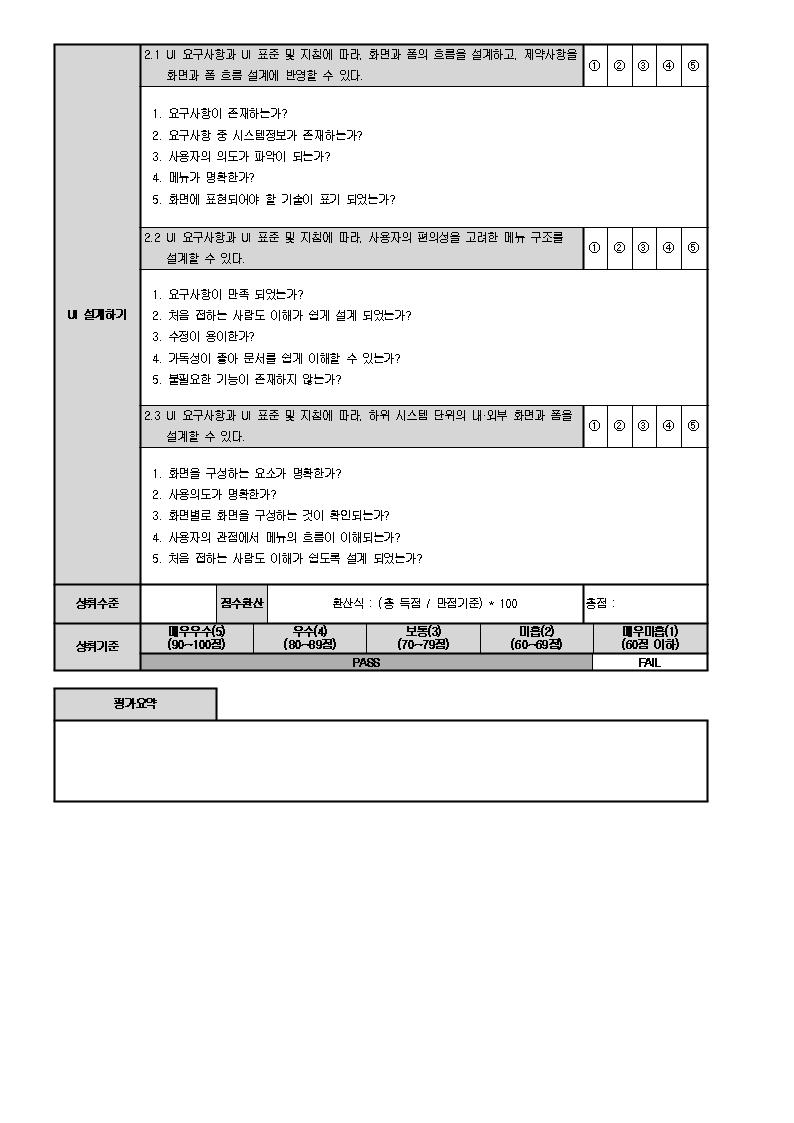 2.1 UI 요구사항과 UI 표준 및 지침에 따라, 화면과 폼의 흐름을 설계하고, 제약사항을
화면과 폼 흐름 설계에 반영할 수 있다.
① ② ③ ④ ⑤
1. 요구사항이 존재하는가?
2. 요구사항 중 시스템정보가 존재하는가?
3. 사용자의 의도가 파악이 되는가?
4. 메뉴가 명확한가?
5. 화면에 표현되어야 할 기술이 표기 되었는가?
2.2 UI 요구사항과 UI 표준 및 지침에 따라, 사용자의 편의성을 고려한 메뉴 구조를
설계할 수 있다.
① ② ③ ④ ⑤
UI 설계하기
1. 요구사항이 만족 되었는가?
2. 처음 접하는 사람도 이해가 쉽게 설계 되었는가?
3. 수정이 용이한가?
4. 가독성이 좋아 문서를 쉽게 이해할 수 있는가?
5. 불필요한 기능이 존재하지 않는가?
2.3 UI 요구사항과 UI 표준 및 지침에 따라, 하위 시스템 단위의 내·외부 화면과 폼을
설계할 수 있다.
① ② ③ ④ ⑤
1. 화면을 구성하는 요소가 명확한가?
2. 사용의도가 명확한가?
3. 화면별로 화면을 구성하는 것이 확인되는가?
4. 사용자의 관점에서 메뉴의 흐름이 이해되는가?
5. 처음 접하는 사람도 이해가 쉽도록 설계 되었는가?
성취수준 점수환산 환산식 : (총 득점 / 만점기준) * 100 총점 :
성취기준
매우우수(5) 우수(4) 보통(3) 미흡(2) 매우미흡(1)
(90~100점) (80~89점) (70~79점) (60~69점) (60점 이하)
PASS FAIL
평가요약